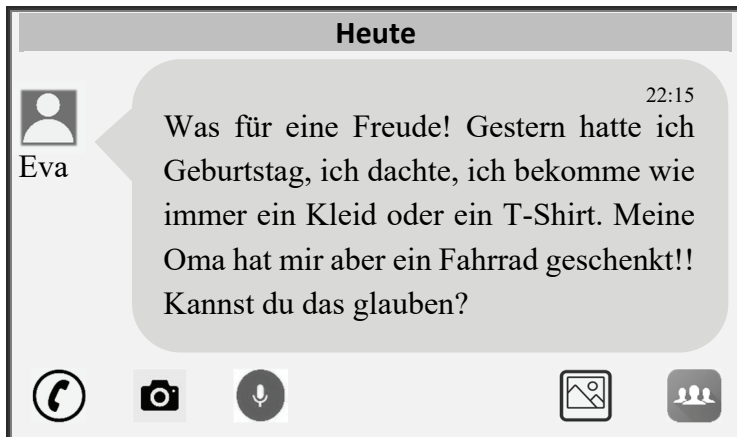 Heute
22:15
Was für eine Freude! Gestern hatte ich
Geburtstag, ich dachte, ich bekomme wie
immer ein Kleid oder ein T-Shirt. Meine
Oma hat mir aber ein Fahrrad geschenkt!!
Kannst du das glauben?
Eva